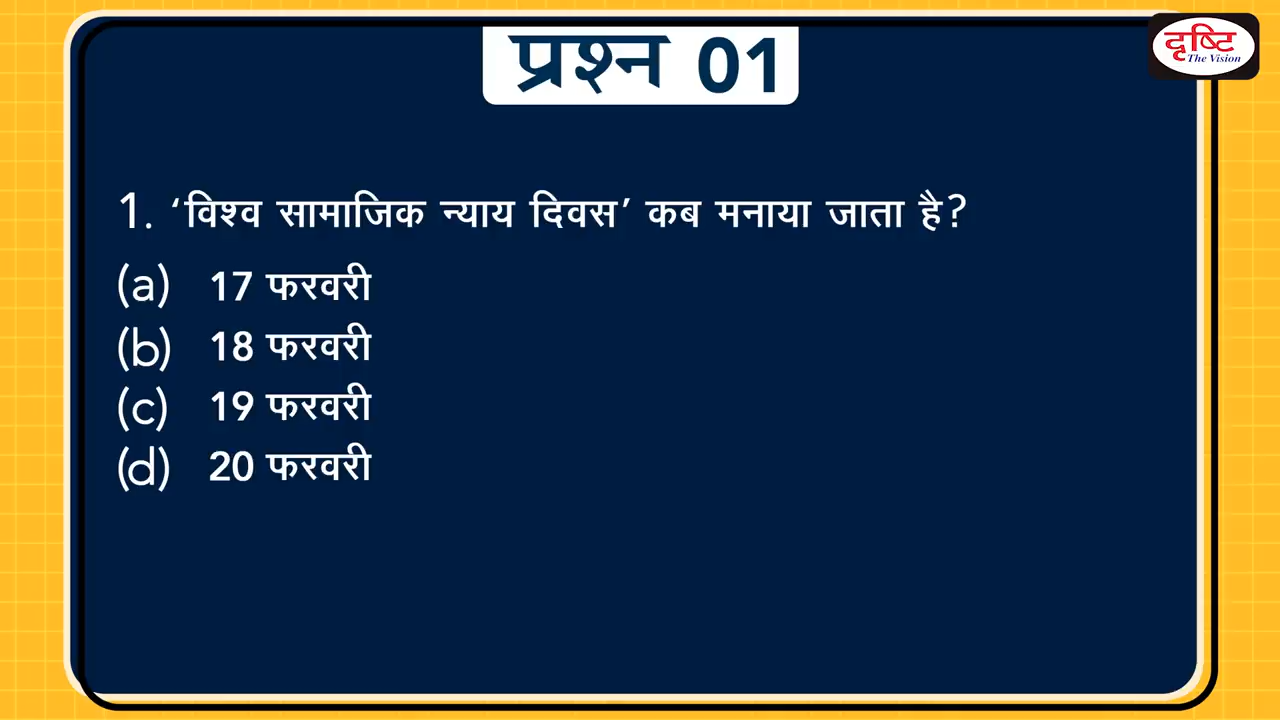 प्रश्न 01
दृष्टि
The Vision
1. ‘विश्व सामाजिक न्याय दिवस’ कब मनाया जाता है?
(a) 17 फरवरी
(b) 18 फरवरी
(c) 19 फरवरी
(d) 20 फरवरी